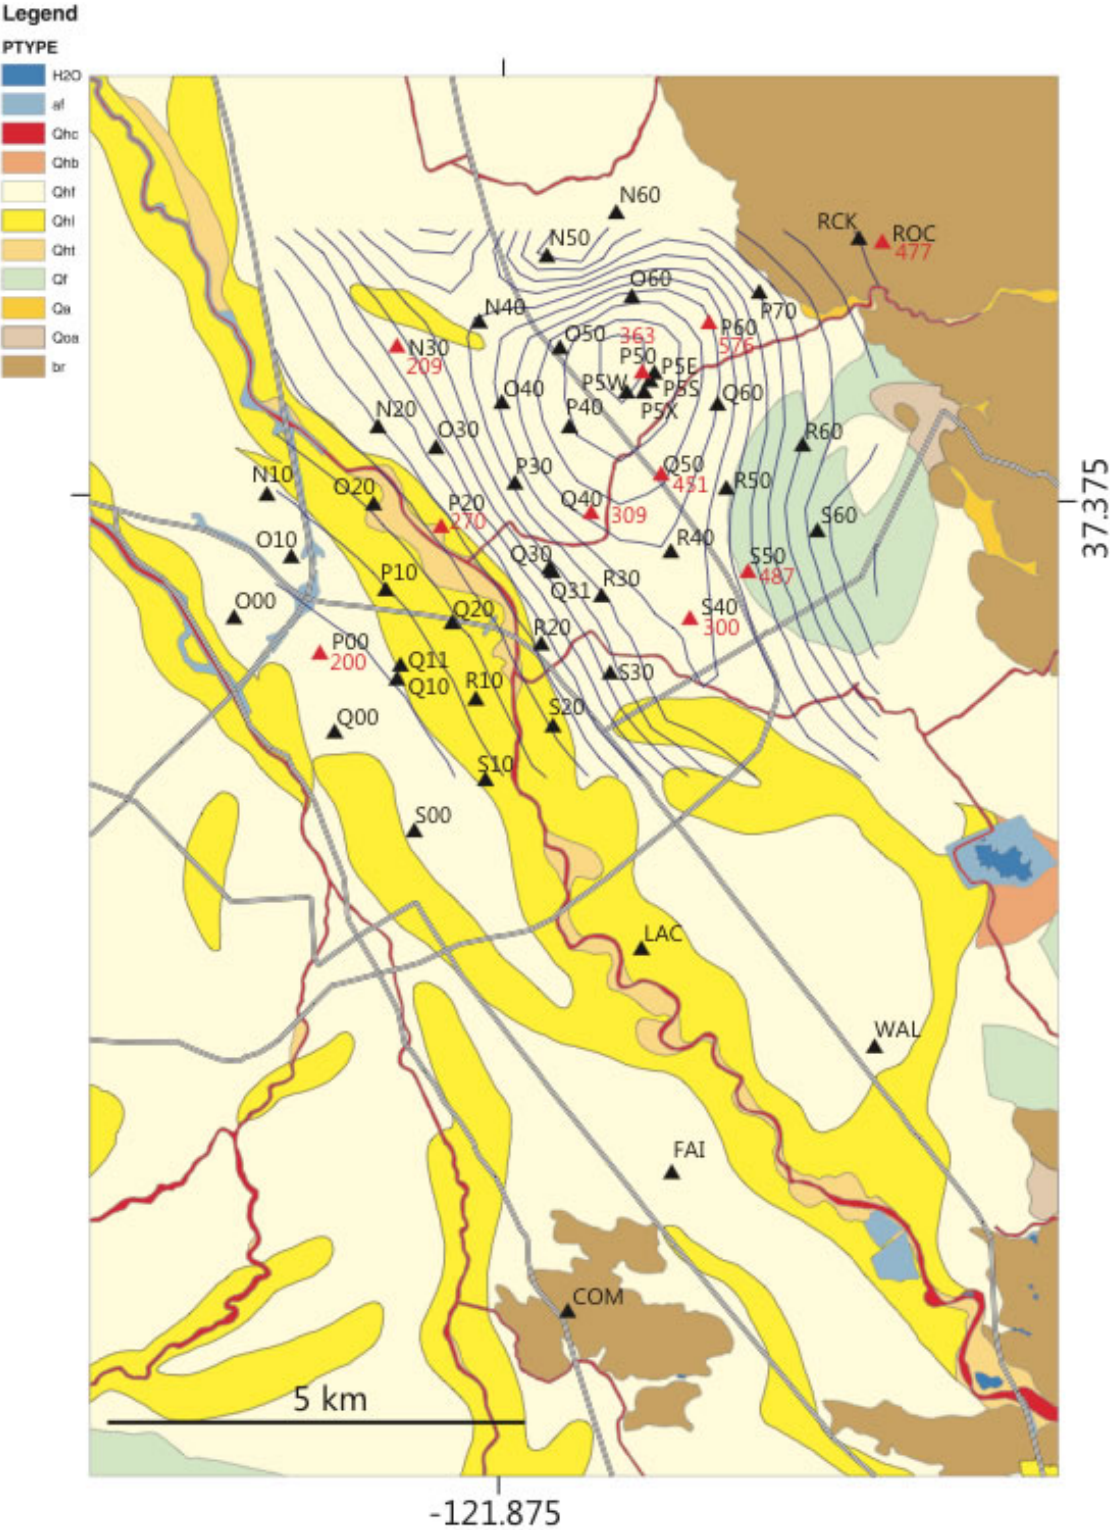 Legend
PTYPE
H2O
af
Qhc
Qhb
Qhf
Qhl
Qht
Qf
Qa
Qoa
br
N60
RCK
ROC
477
N50
O60
P70
N40
P60
576
O50
363
N30
209
P50
P5E
P5W
P5S
P5X
O40
Q60
N20
P40
O30
R60
Q50
451
P30
R50
N10
O20
Q40
309
P20
270
S60
37.375
O10
R40
Q30
S50
487
P10
Q31
R30
O00
Q20
S40
300
R20
P00
200
Q11
Q10
R10
S30
Q00
S20
S10
S00
LAC
WAL
FAI
COM
5 km
-121.875